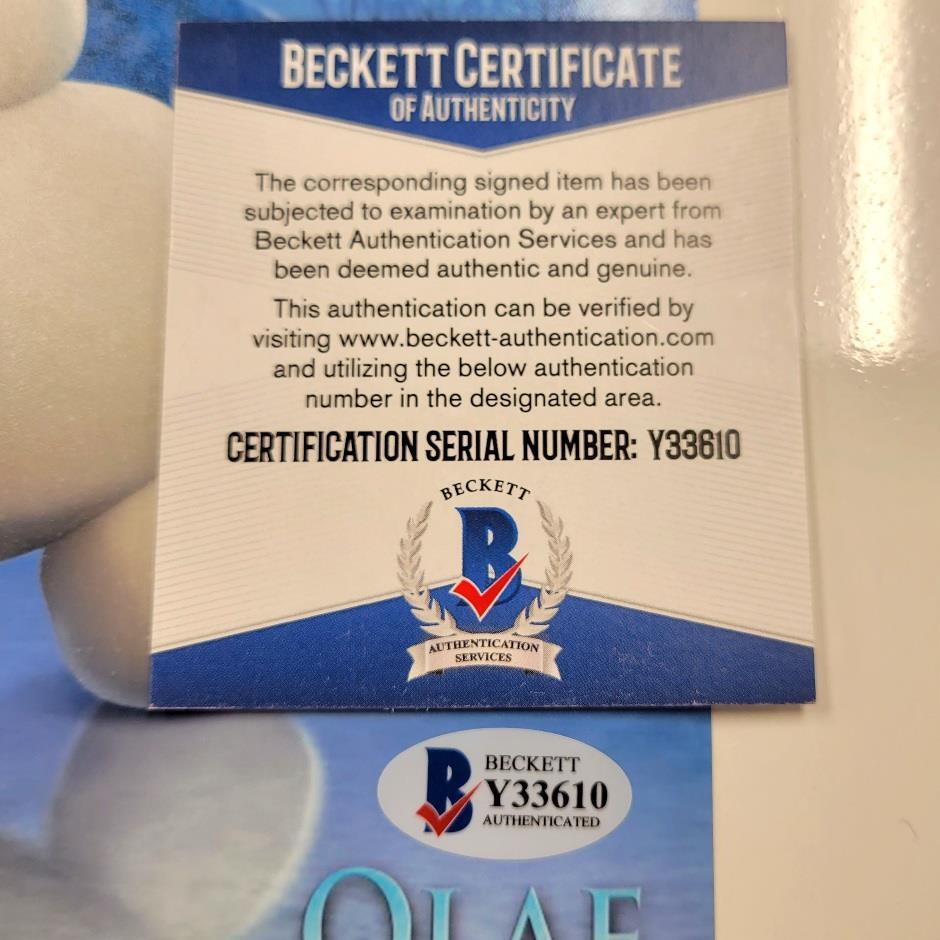 BECKETT CERTIFICATE
OF AUTHENTICITY
The corresponding signed item has been
subjected to examination by an expert from
Beckett Authentication Services and has
been deemed authentic and genuine.
This authentication can be verified by
visiting www.beckett-authentication.com
and utilizing the below authentication
number in the designated area.
CERTIFICATION SERIAL NUMBER: Y33610
BECKETT
B
AUTHENTICATION
SERVICES
B
BECKETT
Y33610
AUTHENTICATED
OLAF